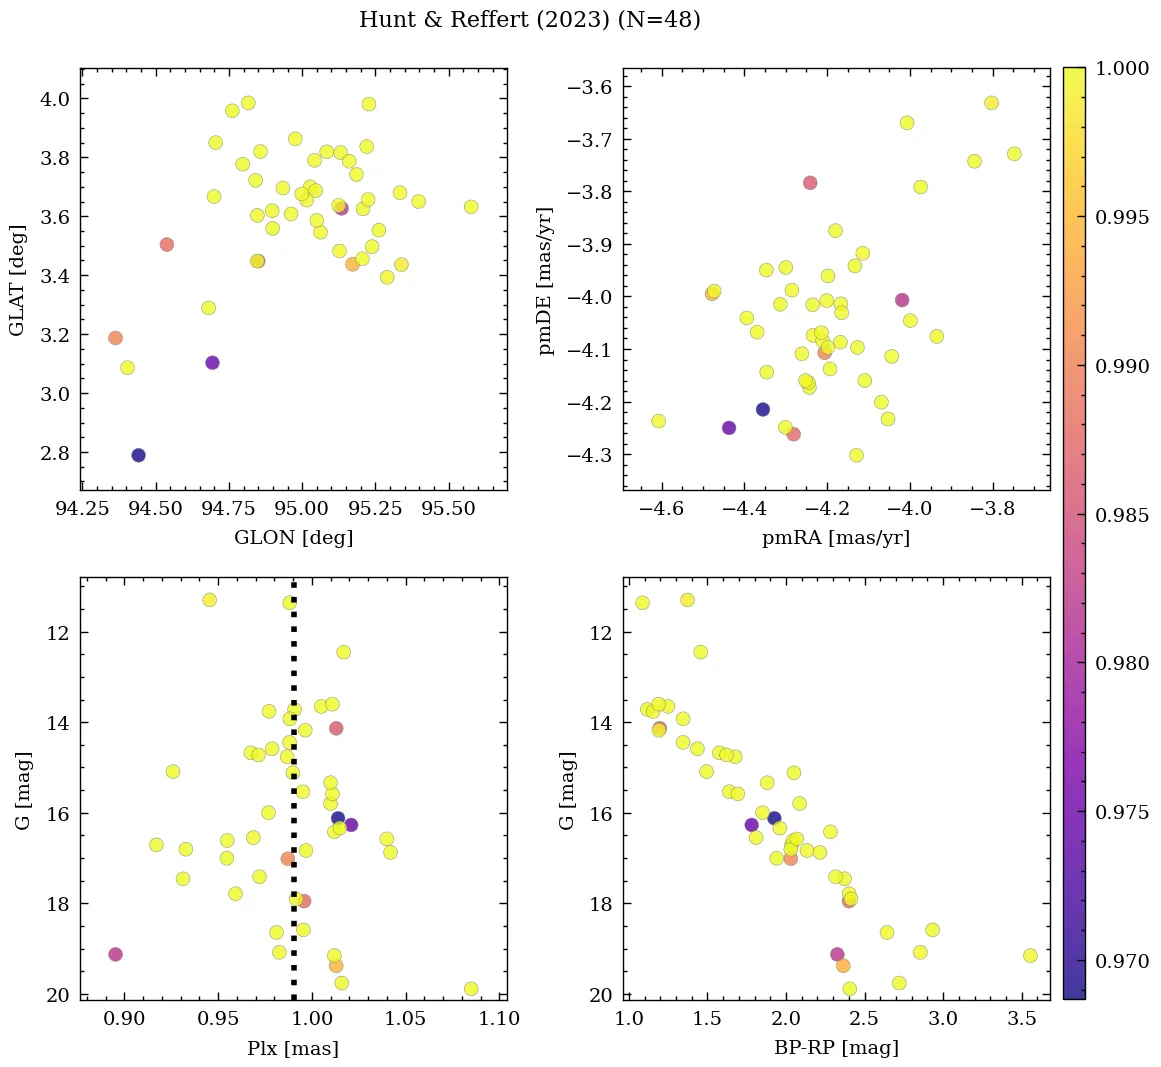 Hunt & Reffert (2023) (N=48)
4.0
3.8
3.6
3.4
3.2
3.0
2.8
GLAT [deg]
94.25 94.50 94.75 95.00 95.25 95.50
GLON [deg]
−3.6
−3.7
−3.8
−3.9
−4.0
−4.1
−4.2
−4.3
pmDE [mas/yr]
−4.6 −4.4 −4.2 −4.0 −3.8
pmRA [mas/yr]
12
14
16
18
20
G [mag]
0.90 0.95 1.00 1.05 1.10
Plx [mas]
12
14
16
18
20
G [mag]
1.0 1.5 2.0 2.5 3.0 3.5
BP-RP [mag]
1.000
0.995
0.990
0.985
0.980
0.975
0.970